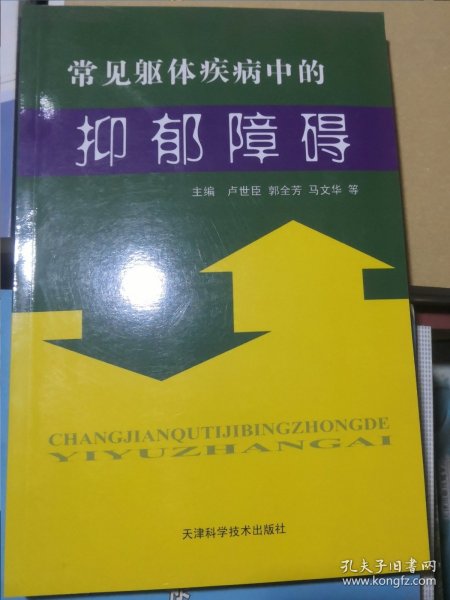 常见躯体疾病中的
抑郁障碍
主编 卢世臣 郭全芳 马文华 等
CHANGJIANQUTIJIBINGZHONGDE
YIYUZHANGAI
天津科学技术出版社
孔夫子旧书网
www.kongfz.com